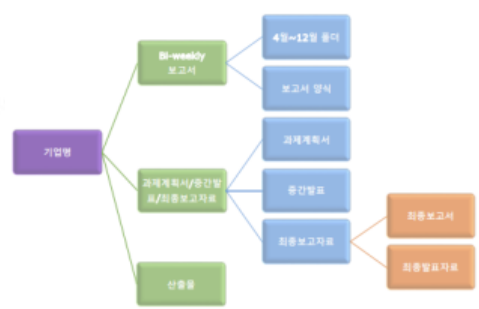 기업명
Bi-weekly
보고서
4월~12월 폴더
보고서 양식
과제계획서/중간발
표/최종보고자료
과제계획서
중간발표
최종보고자료
최종보고서
최종발표자료
산출물